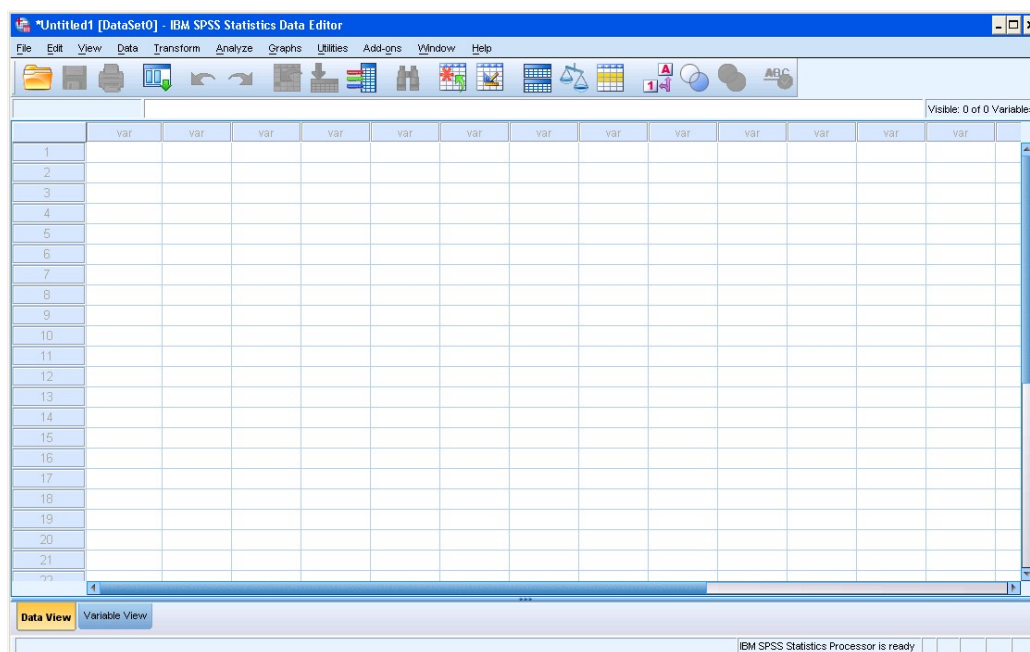 *Untitled1 [DataSet0] - IBM SPSS Statistics Data Editor
File Edit View Data Transform Analyze Graphs Utilities Add-ons Window Help
A
1
ABC
Visible: 0 of 0 Variables
var var var var var var var var var var var var var
1
2
3
4
5
6
7
8
9
10
11
12
13
14
15
16
17
18
19
20
21
22
Data View Variable View
IBM SPSS Statistics Processor is ready